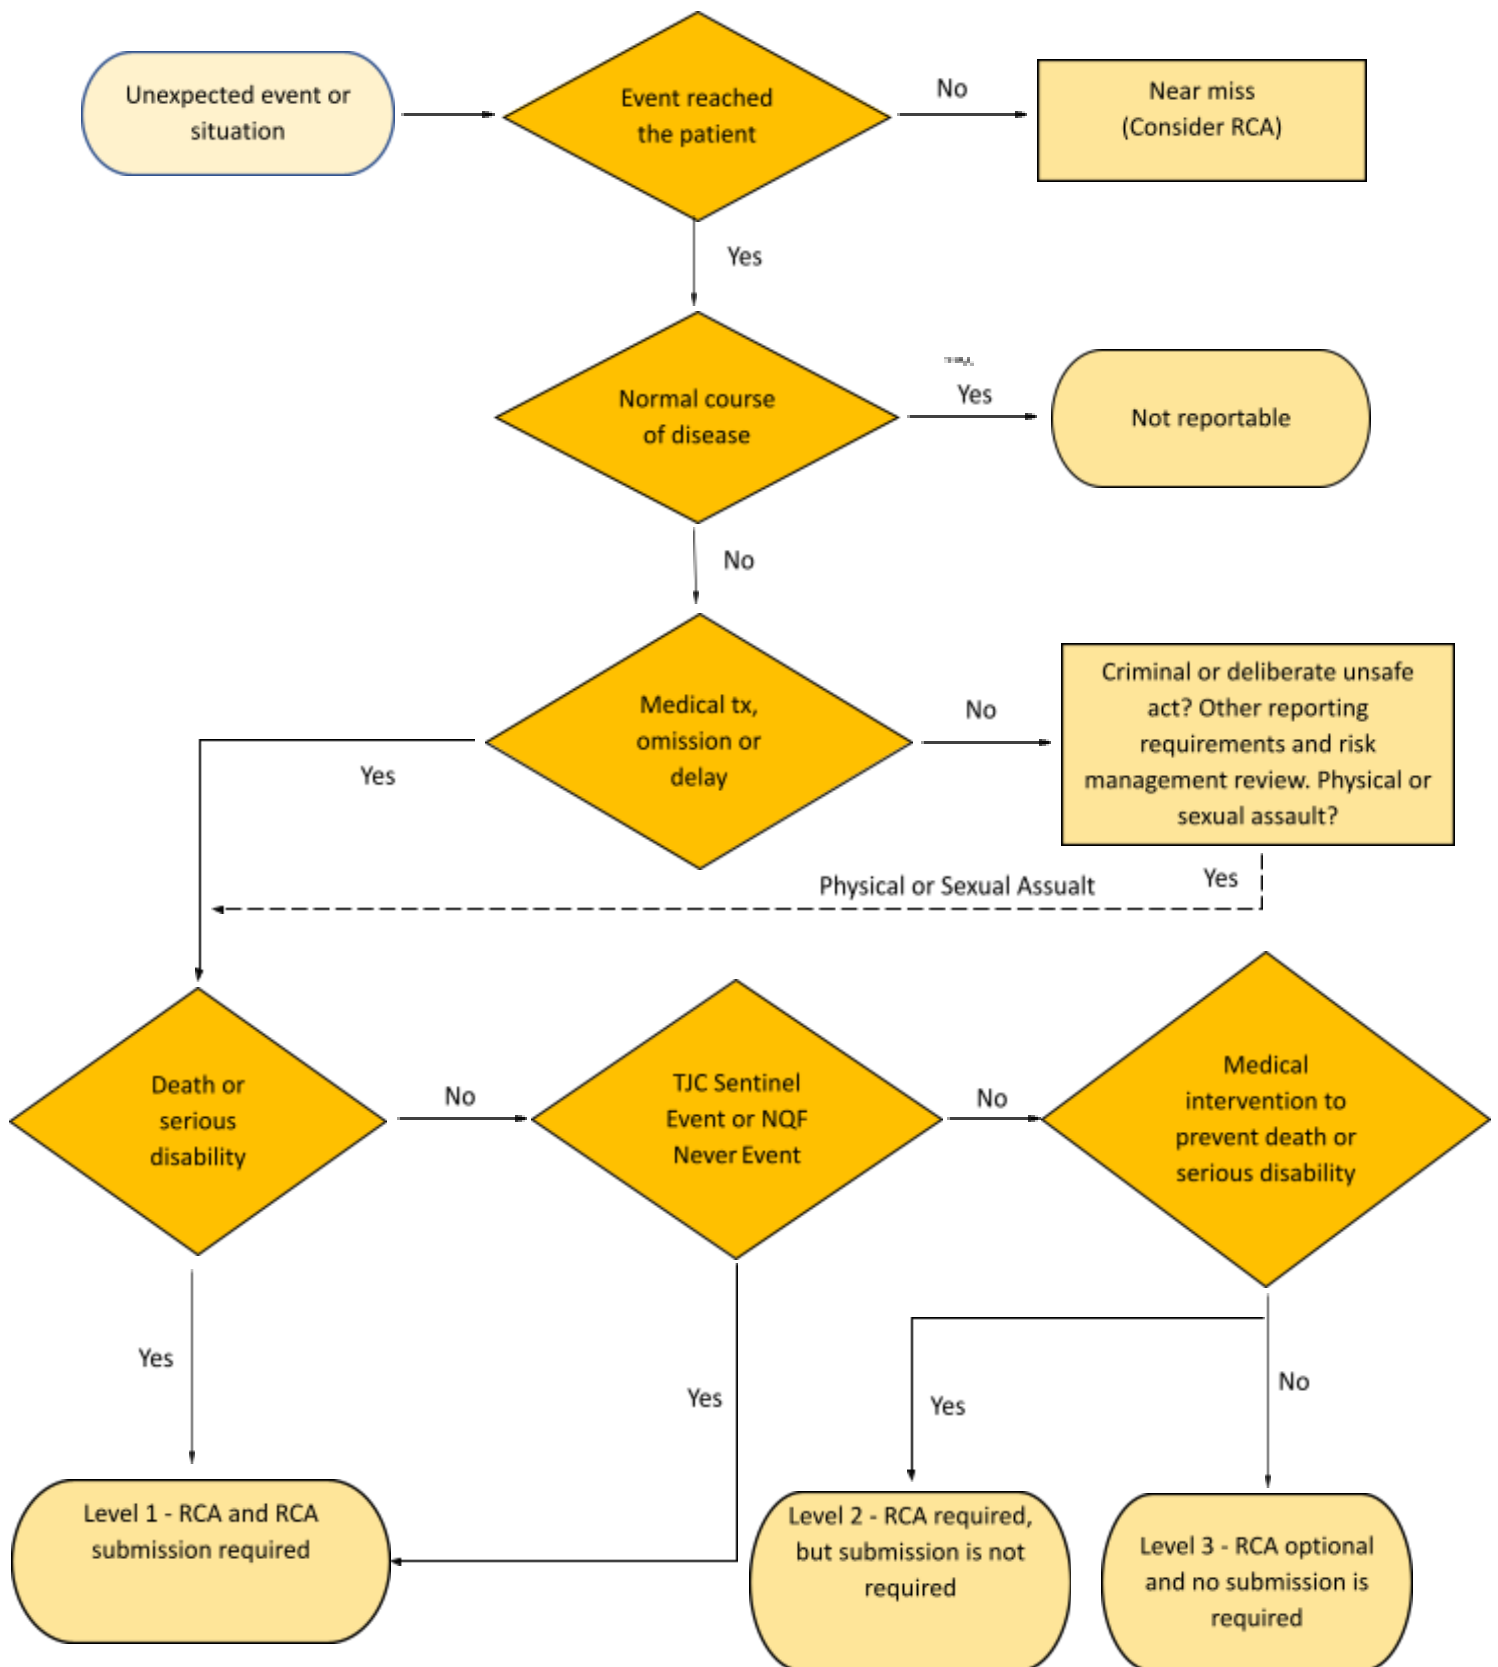 Unexpected event or
situation
Event reached
the patient
No
Near miss
(Consider RCA)
Yes
Normal course
of disease
Yes
Not reportable
No
Medical tx,
omission or
delay
No
Criminal or deliberate unsafe
act? Other reporting
requirements and risk
management review. Physical or
sexual assault?
Yes
Physical or Sexual Assualt
Yes
Death or
serious
disability
No
TJC Sentinel
Event or NQF
Never Event
No
Medical
intervention to
prevent death or
serious disability
Yes
Yes
Yes
No
Level 1 - RCA and RCA
submission required
Level 2 - RCA required,
but submission is not
required
Level 3 - RCA optional
and no submission is
required